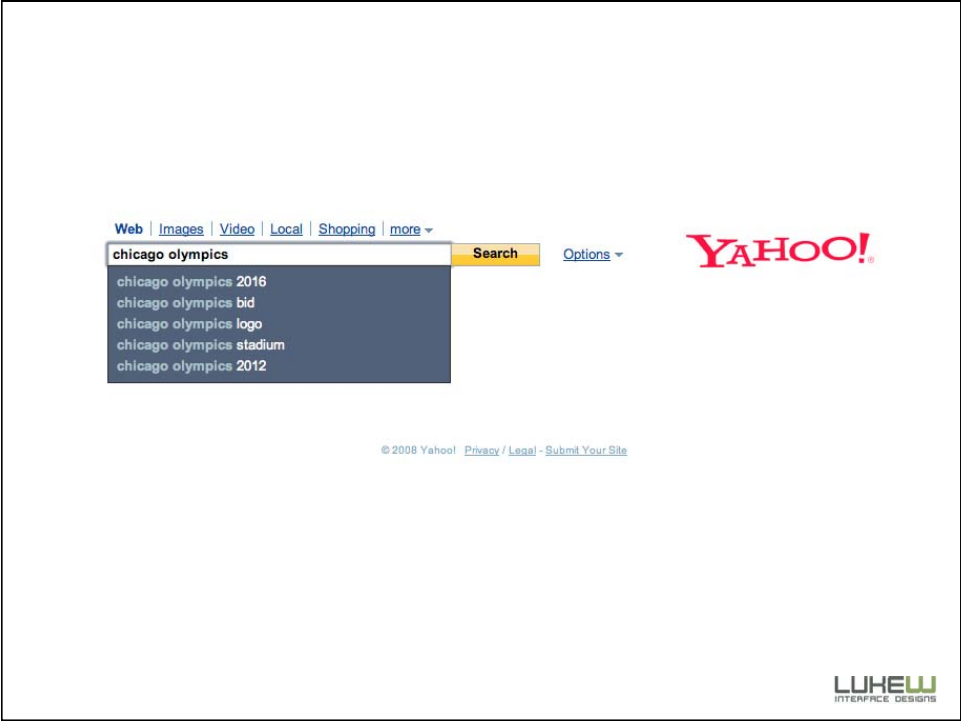 Web | Images | Video | Local | Shopping | more
chicago olympics Search Options YAHOO!®
chicago olympics 2016
chicago olympics bid
chicago olympics logo
chicago olympics stadium
chicago olympics 2012
© 2008 Yahoo! Privacy / Legal - Submit Your Site
LUKEW
INTERFACE DESIGNS